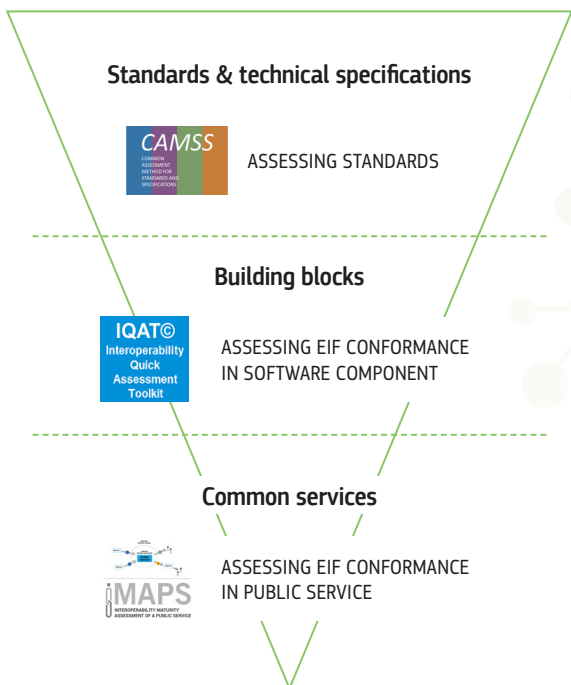 Standards & technical specifications
CAMSS
COMMON
ASSESSMENT
METHOD FOR
STANDARDS AND
SPECIFICATIONS
ASSESSING STANDARDS
Building blocks
IQAT©
Interoperability
Quick
Assessment
Toolkit
ASSESSING EIF CONFORMANCE
IN SOFTWARE COMPONENT
Common services
iMAPS
INTEROPERABILITY MATURITY
ASSESSMENT OF A PUBLIC SERVICE
ASSESSING EIF CONFORMANCE
IN PUBLIC SERVICE